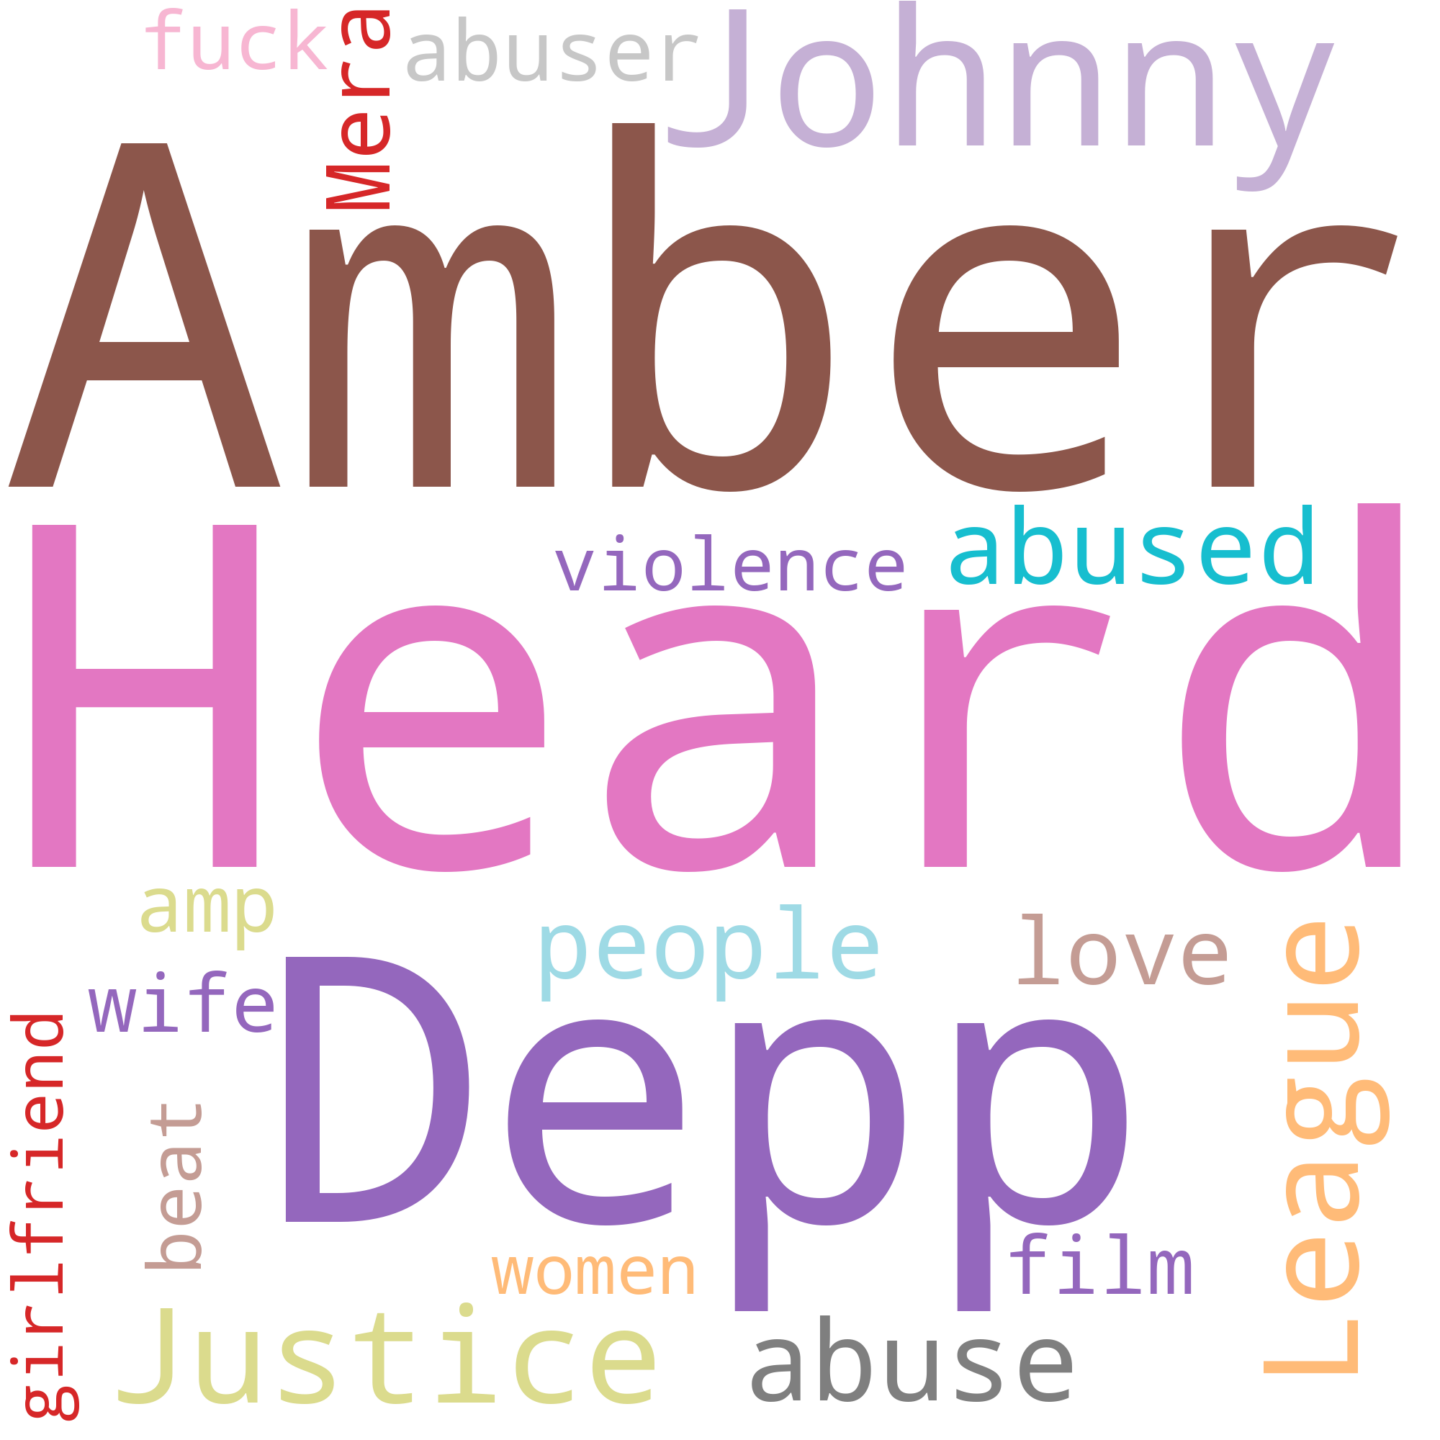 fuck
Mera
abuser
Johnny
Amber
violence
abused
Heard
amp
people
love
wife
Depp
League
girlfriend
beat
women
film
Justice
abuse